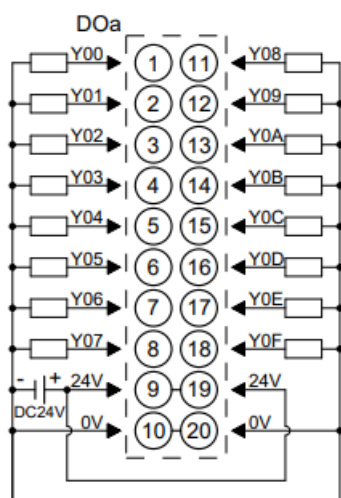 DOa
Y00 1 11 Y08
Y01 2 12 Y09
Y02 3 13 Y0A
Y03 4 14 Y0B
Y04 5 15 Y0C
Y05 6 16 Y0D
Y06 7 17 Y0E
Y07 8 18 Y0F
- + 24V 9 19 24V
DC24V
0V 10 20 0V